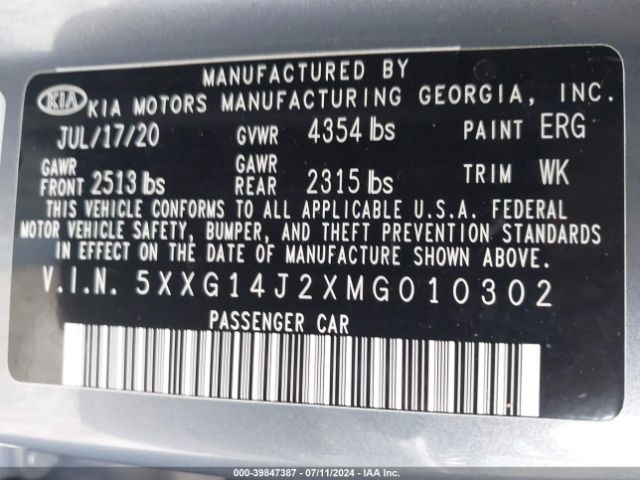 MANUFACTURED BY
KIA KIA MOTORS MANUFACTURING GEORGIA, INC.
JUL/17/20 GVWR 4354 lbs PAINT ERG
GAWR FRONT 2513 lbs GAWR REAR 2315 lbs TRIM WK
THIS VEHICLE CONFORMS TO ALL APPLICABLE U.S.A. FEDERAL
MOTOR VEHICLE SAFETY, BUMPER, AND THEFT PREVENTION STANDARDS
IN EFFECT ON THE DATE OF MANUFACTURE SHOWN ABOVE.
V.I.N. 5XXG14J2XMG010302
PASSENGER CAR
000-39847387 - 07/11/2024 - IAA Inc.